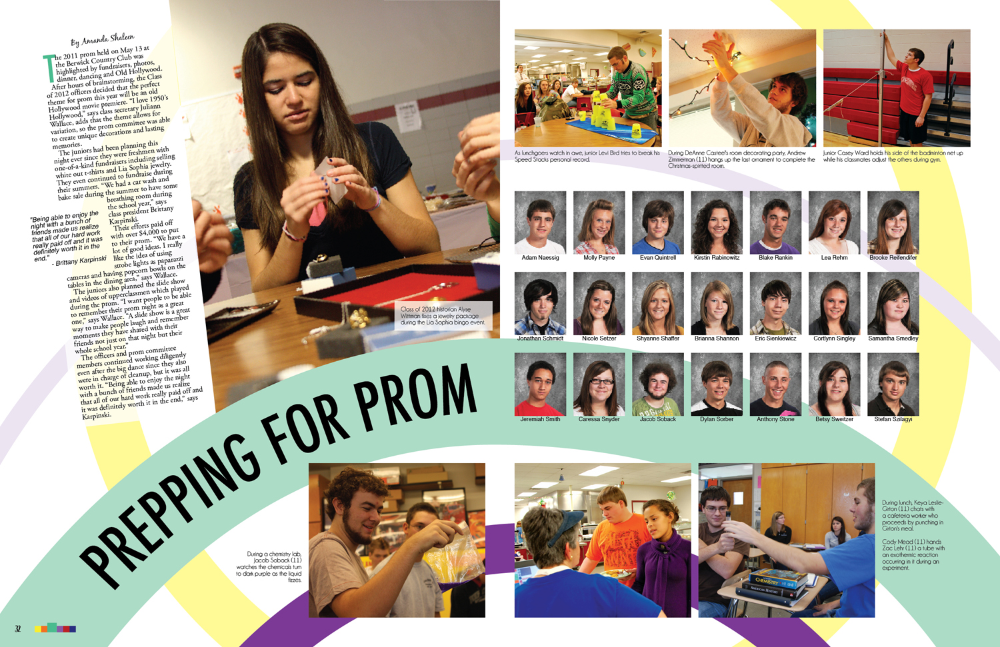 By Amanda Shaleen
The 2011 prom held on May 13 at
the Berwick Country Club was
highlighted by fundraisers, photos,
dinner, dancing and Old Hollywood.
After hours of brainstorming, the Class
of 2012 officers decided that the perfect
theme for prom this year will be an old
Hollywood movie premiere. “I love 1950’s
Hollywood,” says class secretary Juliann
Wallace, adds that the theme allows for
variation, so the prom committee was able
to create unique decorations and lasting
memories.
The juniors had been planning this
night ever since they were freshmen with
one-of-a-kind fundraisers including selling
white out t-shirts and Lia Sophia jewelry.
They even continued to fundraise during
their summers. “We had a car wash and
bake sale during the summer to have some
breathing room during
the school year,” says
class president Brittany
Karpinski.
Their efforts paid off
with over $4,000 to put
to their prom. “We have a
lot of good ideas. I really
like the idea of using
strobe lights as paparazzi
cameras and having popcorn bowls on the
tables in the dining area,” says Wallace.
The juniors also planned the slide show
and videos of upperclassmen which played
during the prom. “I want people to be able
to remember their prom night as a great
one,” says Wallace. “A slide show is a great
way to make people laugh and remember
moments they have shared with their
friends not just on that night but their
whole school year.”
The officers and prom committee
members continued working diligently
even after the big dance since they also
were in charge of cleanup, but it was all
worth it. “Being able to enjoy the night
with a bunch of friends made us realize
that all of our hard work really paid off and
it was definitely worth it in the end,” says
Karpinski.
"Being able to enjoy the
night with a bunch of
friends made us realize
that all of our hard work
really paid off and it was
definitely worth it in the
end."
- Brittany Karpinski
Class of 2012 historian Alyse
Wittman fixes a jewelry package
during the Lia Sophia bingo event.
PREPPING FOR PROM
During a chemistry lab,
Jacob Soback (11)
watches the chemicals turn
to dark purple as the liquid
fizzes.
32
As lunchgoers watch in awe, junior Levi Bird tries to break his
Speed Stacks personal record.
During DeAnne Casteel's room decorating party, Andrew
Zimmerman (11) hangs up the last ornament to complete the
Christmas-spirited room.
Junior Casey Ward holds his side of the badminton net up
while his classmates adjust the others during gym.
Adam Naessig
Molly Payne
Evan Quintrell
Kirstin Rabinowitz
Blake Rankin
Lea Rehm
Brooke Reifendifer
Jonathan Schmidt
Nicole Setzer
Shyanne Shaffer
Brianna Shannon
Eric Sienkiewicz
Cortlynn Singley
Samantha Smedley
Jeremiah Smith
Caressa Snyder
Jacob Soback
Dylan Sorber
Anthony Stone
Betsy Sweitzer
Stefan Szilagyi
During lunch, Keya Leslie-
Girton (11) chats with
a cafeteria worker who
proceeds by punching in
Girton's meal.
Cody Mead (11) hands
Zac Lehr (11) a tube with
an exothermic reaction
occurring in it during an
experiment.
CHEMISTRY
AMERICAN HISTORY